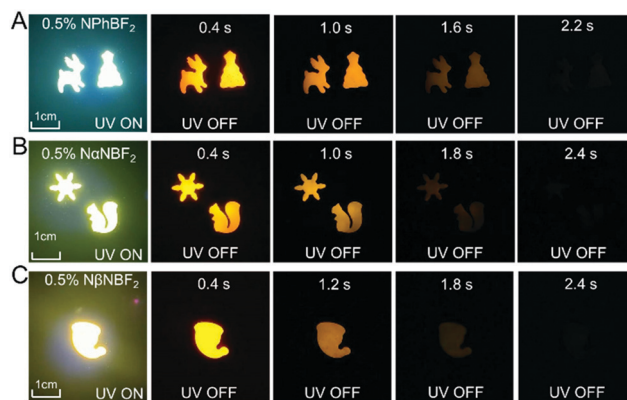 A
0.5% NPhBF₂
0.4 s
1.0 s
1.6 s
2.2 s
1cm
UV ON
UV OFF
UV OFF
UV OFF
UV OFF
B
0.5% NαNBF₂
0.4 s
1.0 s
1.8 s
2.4 s
1cm
UV ON
UV OFF
UV OFF
UV OFF
UV OFF
C
0.5% NβNBF₂
0.4 s
1.2 s
1.8 s
2.4 s
1cm
UV ON
UV OFF
UV OFF
UV OFF
UV OFF